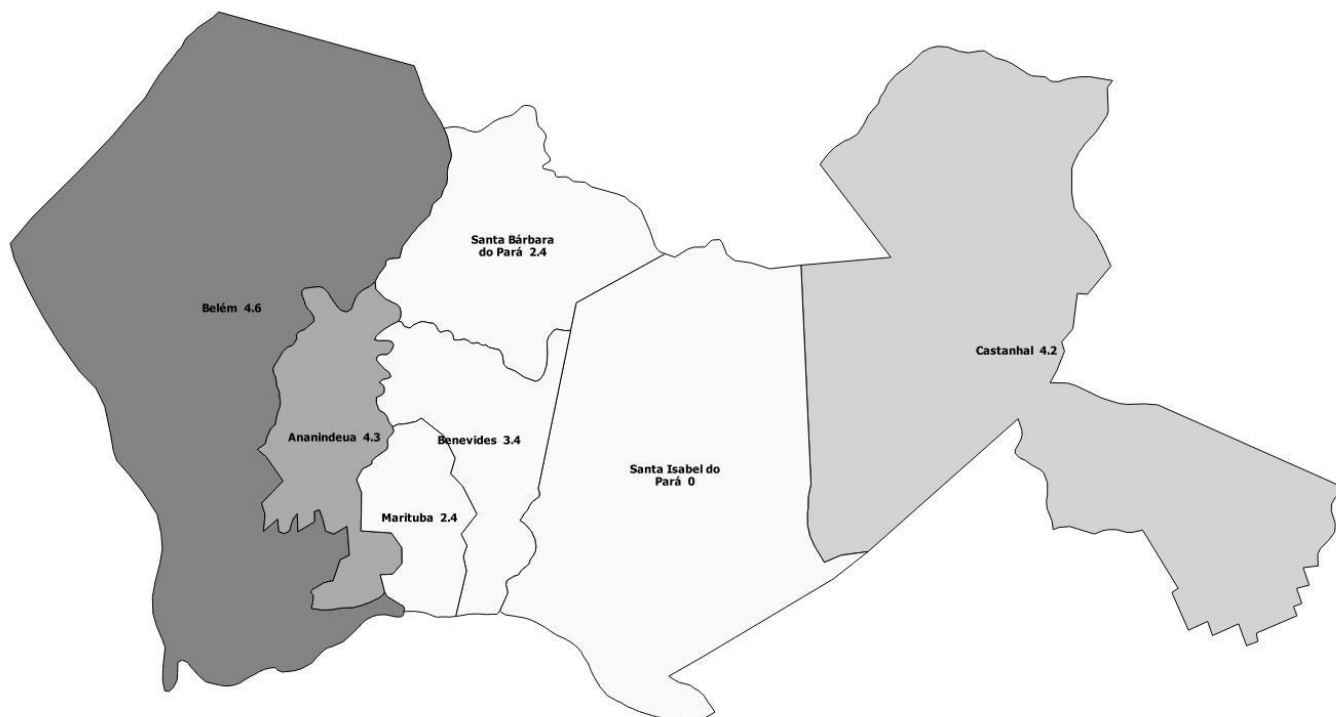 Santa Bárbara
do Pará 2.4
Belém 4.6
Castanhal 4.2
Ananindeua 4.3
Benevides 3.4
Santa Isabel do
Pará 0
Marituba 2.4